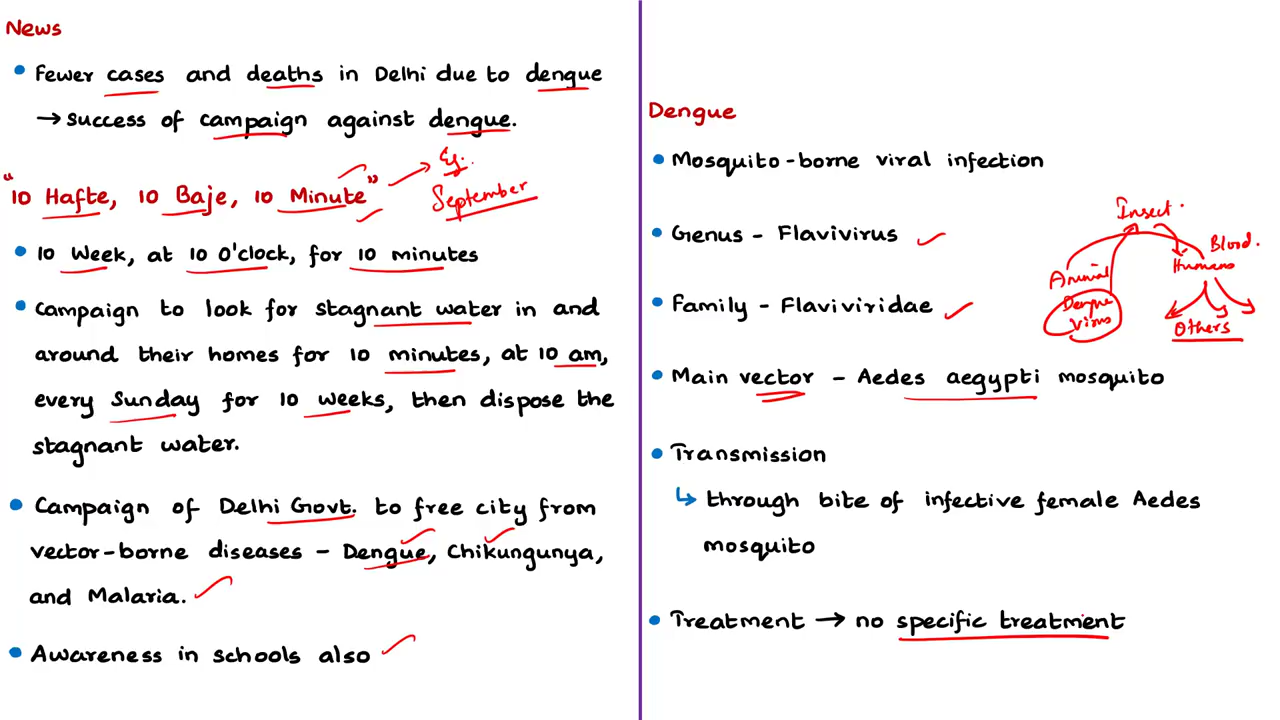 News
• Fewer cases and deaths in Delhi due to dengue
→ success of campaign against dengue.
"10 Hafte, 10 Baje, 10 Minute"
Eg.
September
• 10 Week, at 10 O'clock, for 10 minutes
• Campaign to look for stagnant water in and
around their homes for 10 minutes, at 10 am,
every Sunday for 10 weeks, then dispose the
stagnant water.
• Campaign of Delhi Govt. to free city from
vector-borne diseases - Dengue, Chikungunya,
and Malaria.
• Awareness in schools also
Dengue
• Mosquito-borne viral infection
• Genus - Flavivirus
• Family - Flaviviridae
• Main vector - Aedes aegypti mosquito
• Transmission
↳ through bite of infective female Aedes
mosquito
• Treatment → no specific treatment
Insect.
Blood.
Animal
Humans
Dengue
Virus
Others